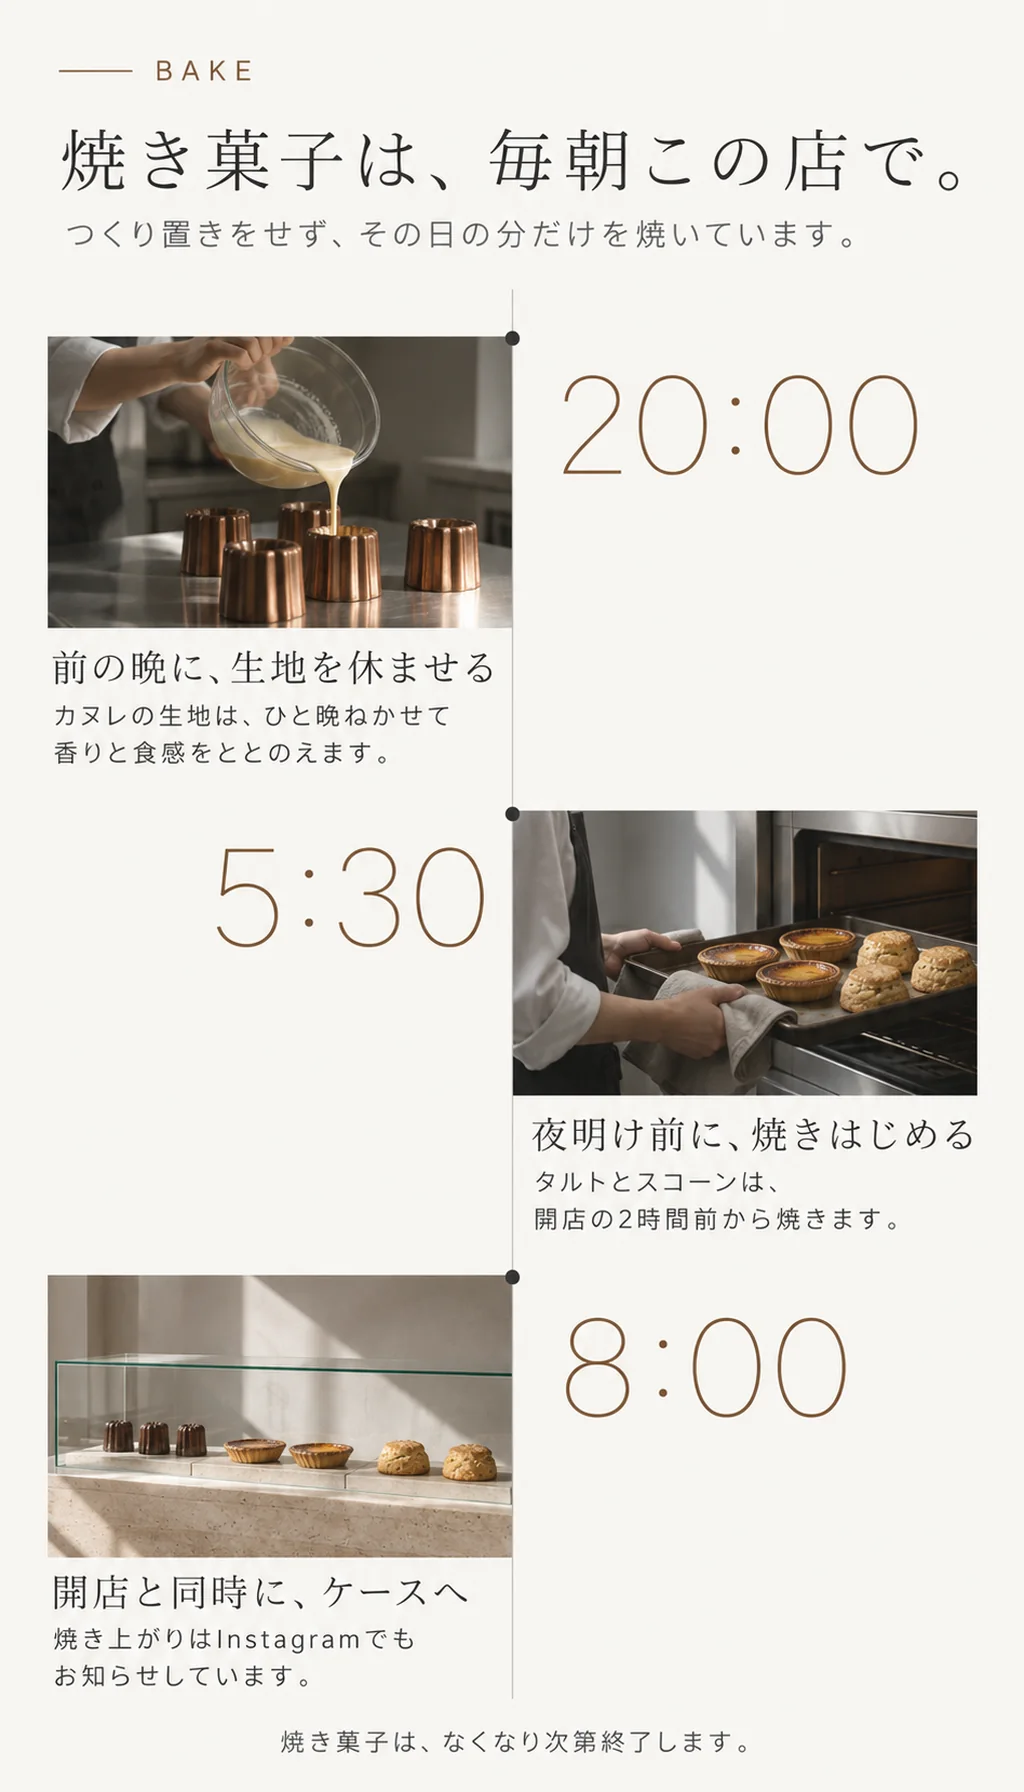 BAKE
焼き菓子は、毎朝この店で。
つくり置きをせず、その日の分だけを焼いています。
20:00
前の晩に、生地を休ませる
カヌレの生地は、ひと晩ねかせて
香りと食感をととのえます。
5:30
夜明け前に、焼きはじめる
タルトとスコーンは、
開店の2時間前から焼きます。
8:00
開店と同時に、ケースへ
焼き上がりはInstagramでも
お知らせしています。
焼き菓子は、なくなり次第終了します。